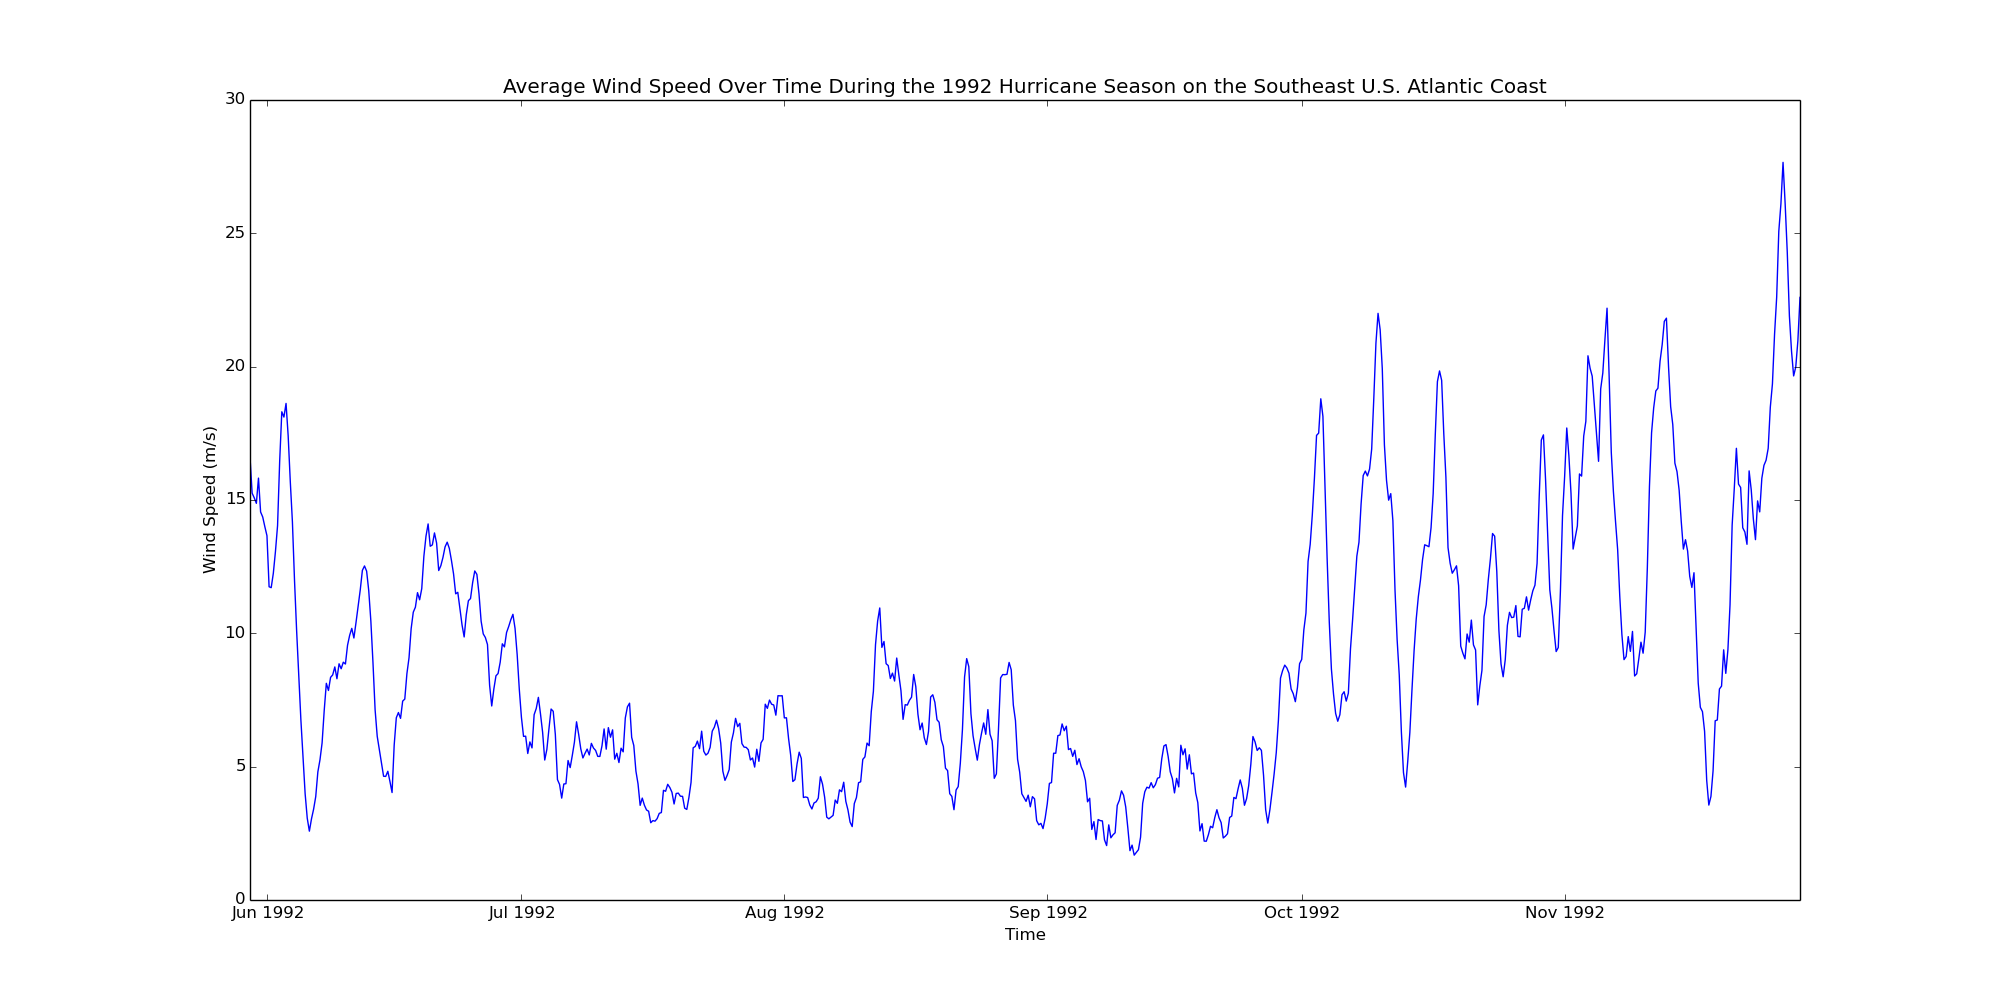 Average Wind Speed Over Time During the 1992 Hurricane Season on the Southeast U.S. Atlantic Coast
30
25
20
15
10
5
0
Wind Speed (m/s)
Jun 1992 Jul 1992 Aug 1992 Sep 1992 Oct 1992 Nov 1992
Time